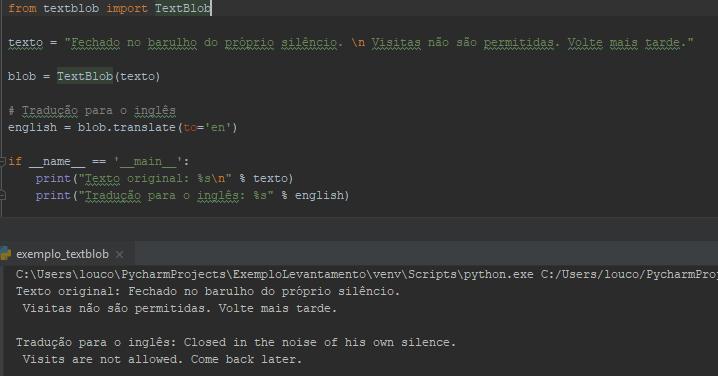 from textblob import TextBlob
texto = "Fechado no barulho do próprio silêncio. \n Visitas não são permitidas. Volte mais tarde."
blob = TextBlob(texto)
# Tradução para o inglês
english = blob.translate(to='en')
if __name__ == '__main__':
print("Texto original: %s\n" % texto)
print("Tradução para o inglês: %s" % english)
exemplo_textblob ×
C:\Users\louco\PycharmProjects\ExemploLevantamento\venv\Scripts\python.exe C:/Users/louco/PycharmProj
Texto original: Fechado no barulho do próprio silêncio.
Visitas não são permitidas. Volte mais tarde.
Tradução para o inglês: Closed in the noise of his own silence.
Visits are not allowed. Come back later.